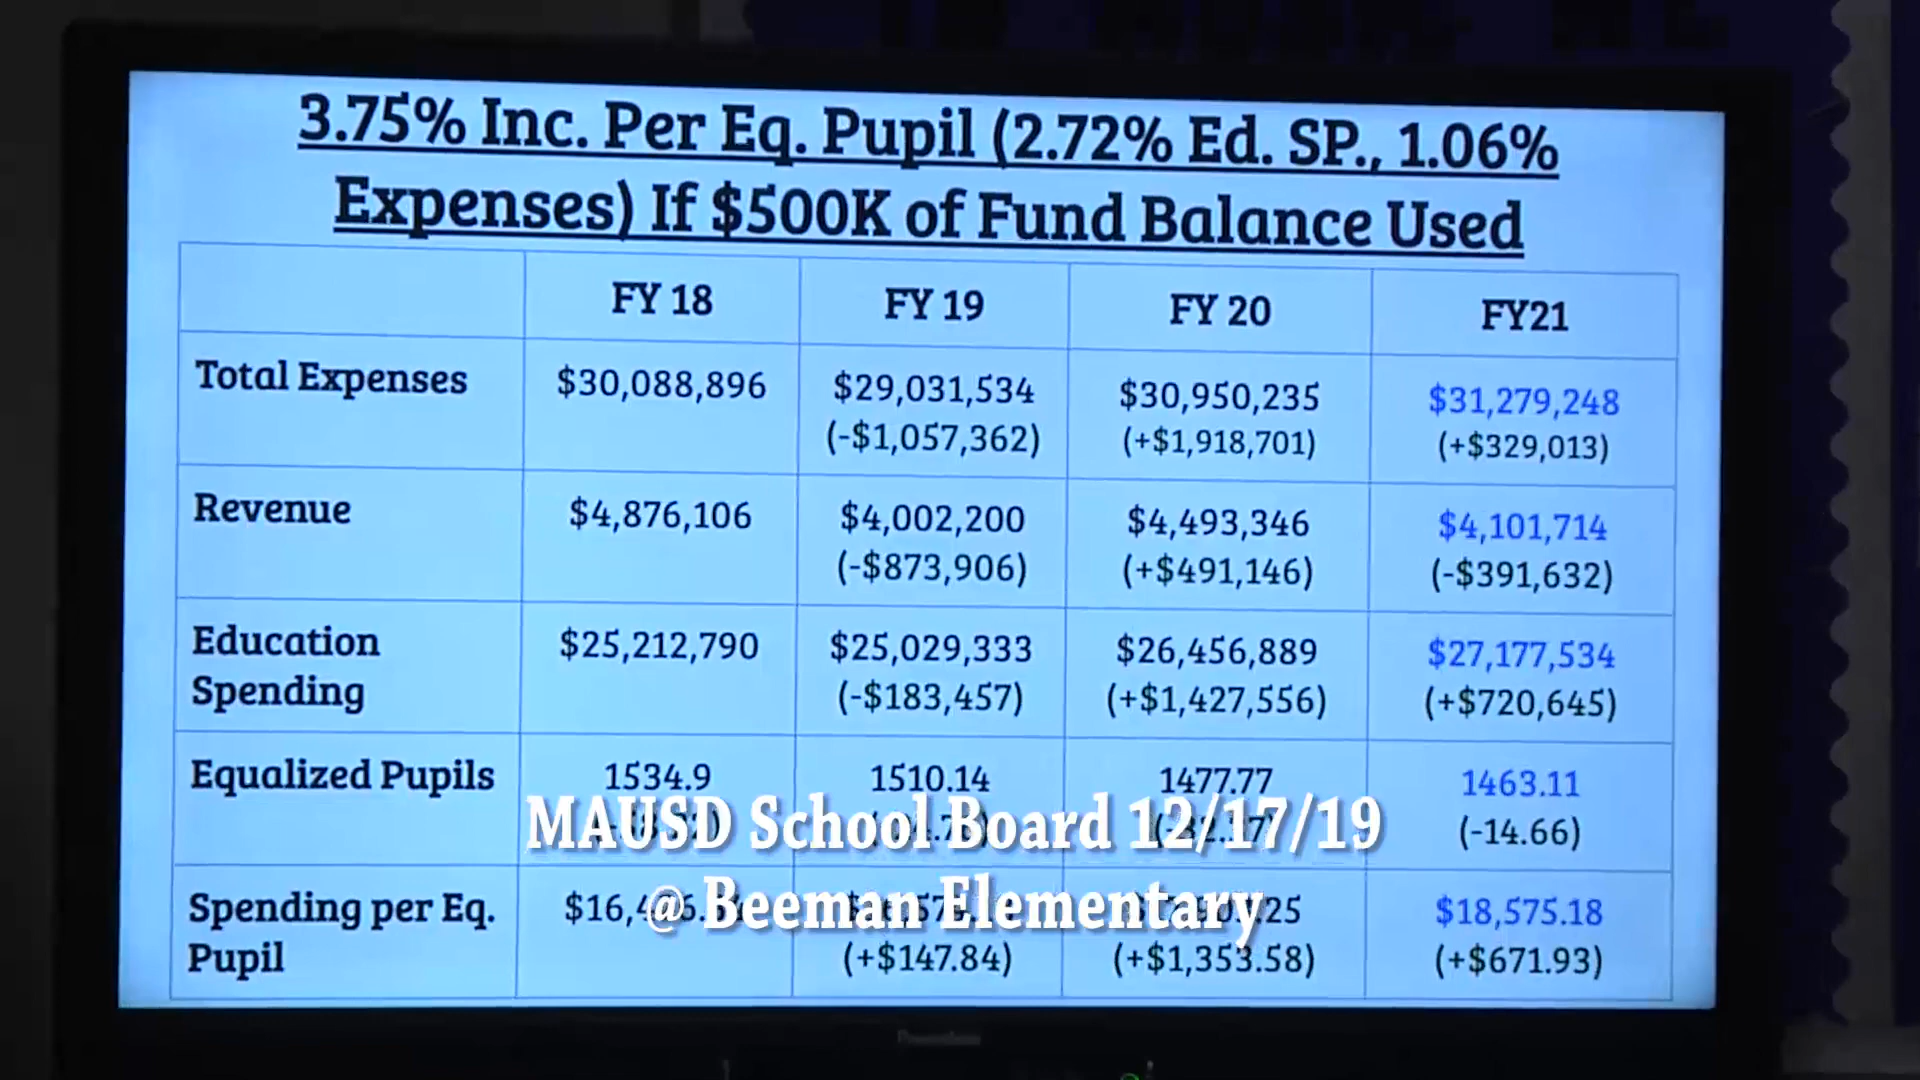 3.75% Inc. Per Eq. Pupil (2.72% Ed. SP., 1.06%
Expenses) If $500K of Fund Balance Used
FY 18 FY 19 FY 20 FY21
Total Expenses $30,088,896 $29,031,534 $30,950,235 $31,279,248
(-$1,057,362) (+$1,918,701) (+$329,013)
Revenue $4,876,106 $4,002,200 $4,493,346 $4,101,714
(-$873,906) (+$491,146) (-$391,632)
Education $25,212,790 $25,029,333 $26,456,889 $27,177,534
Spending (-$183,457) (+$1,427,556) (+$720,645)
Equalized Pupils 1534.9 1510.14 1477.77 1463.11
(-14.66)
MAUSD School Board 12/17/19
@ Beeman Elementary
Spending per Eq. $18,575.18
Pupil (+$147.84) (+$1,353.58) (+$671.93)